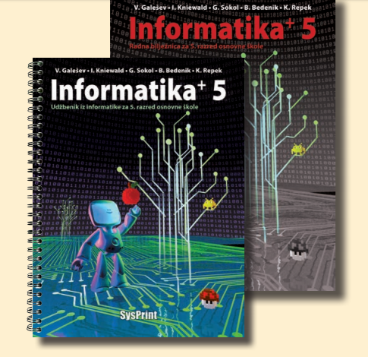 V. Galešev - I. Kniewald - G. Sokol - B. Bedenik - K. Repek
Informatika+ 5
Radna bilježnica za 5. razred osnovne škole
V. Galešev - I. Kniewald - G. Sokol - B. Bedenik - K. Repek
Informatika+ 5
Udžbenik iz informatike za 5. razred osnovne škole
SysPrint